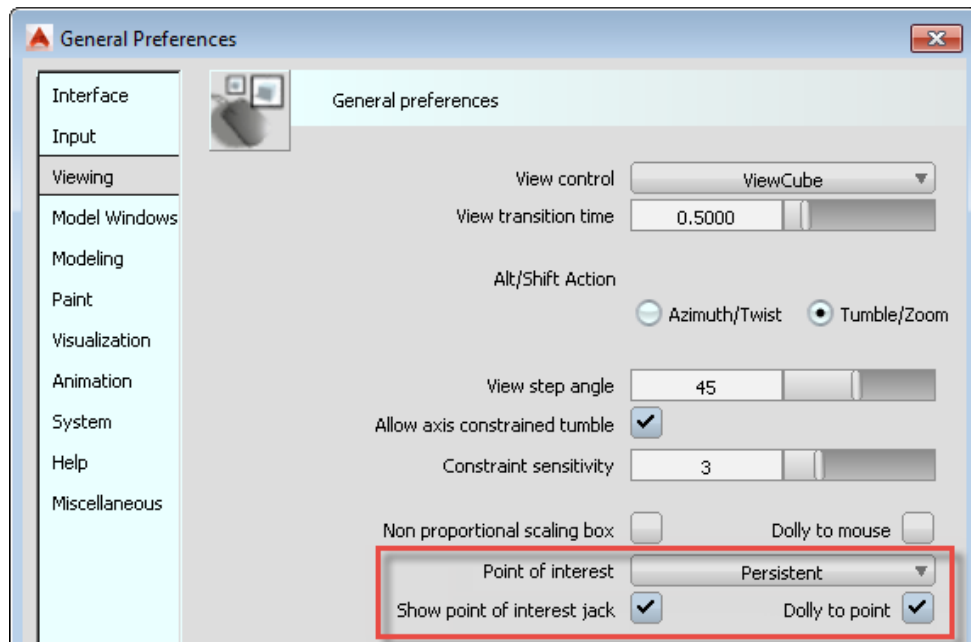 General Preferences
Interface
Input
Viewing
Model Windows
Modeling
Paint
Visualization
Animation
System
Help
Miscellaneous
General preferences
View control ViewCube
View transition time 0.5000
Alt/Shift Action
Azimuth/Twist Tumble/Zoom
View step angle 45
Allow axis constrained tumble
Constraint sensitivity 3
Non proportional scaling box Dolly to mouse
Point of interest Persistent
Show point of interest jack Dolly to point